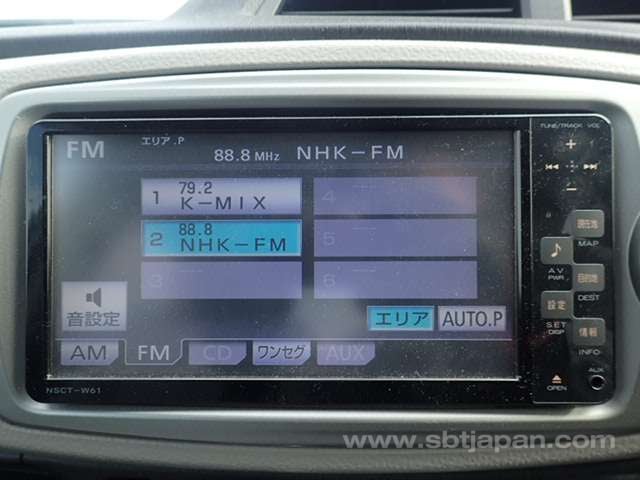 FM
エリア.P
88.8 MHz NHK-FM
1 79.2 K-MIX
4
2 88.8 NHK-FM
5
3
6
音設定
エリア
AUTO.P
AM
FM
CD
ワンセグ
AUX
NSCT-W61
TUNE/TRACK VOL
現在地
MAP
AV PWR
目的地
DEST
設定
SET DISP
情報
INFO
AUX
OPEN
www.sbtjapan.com